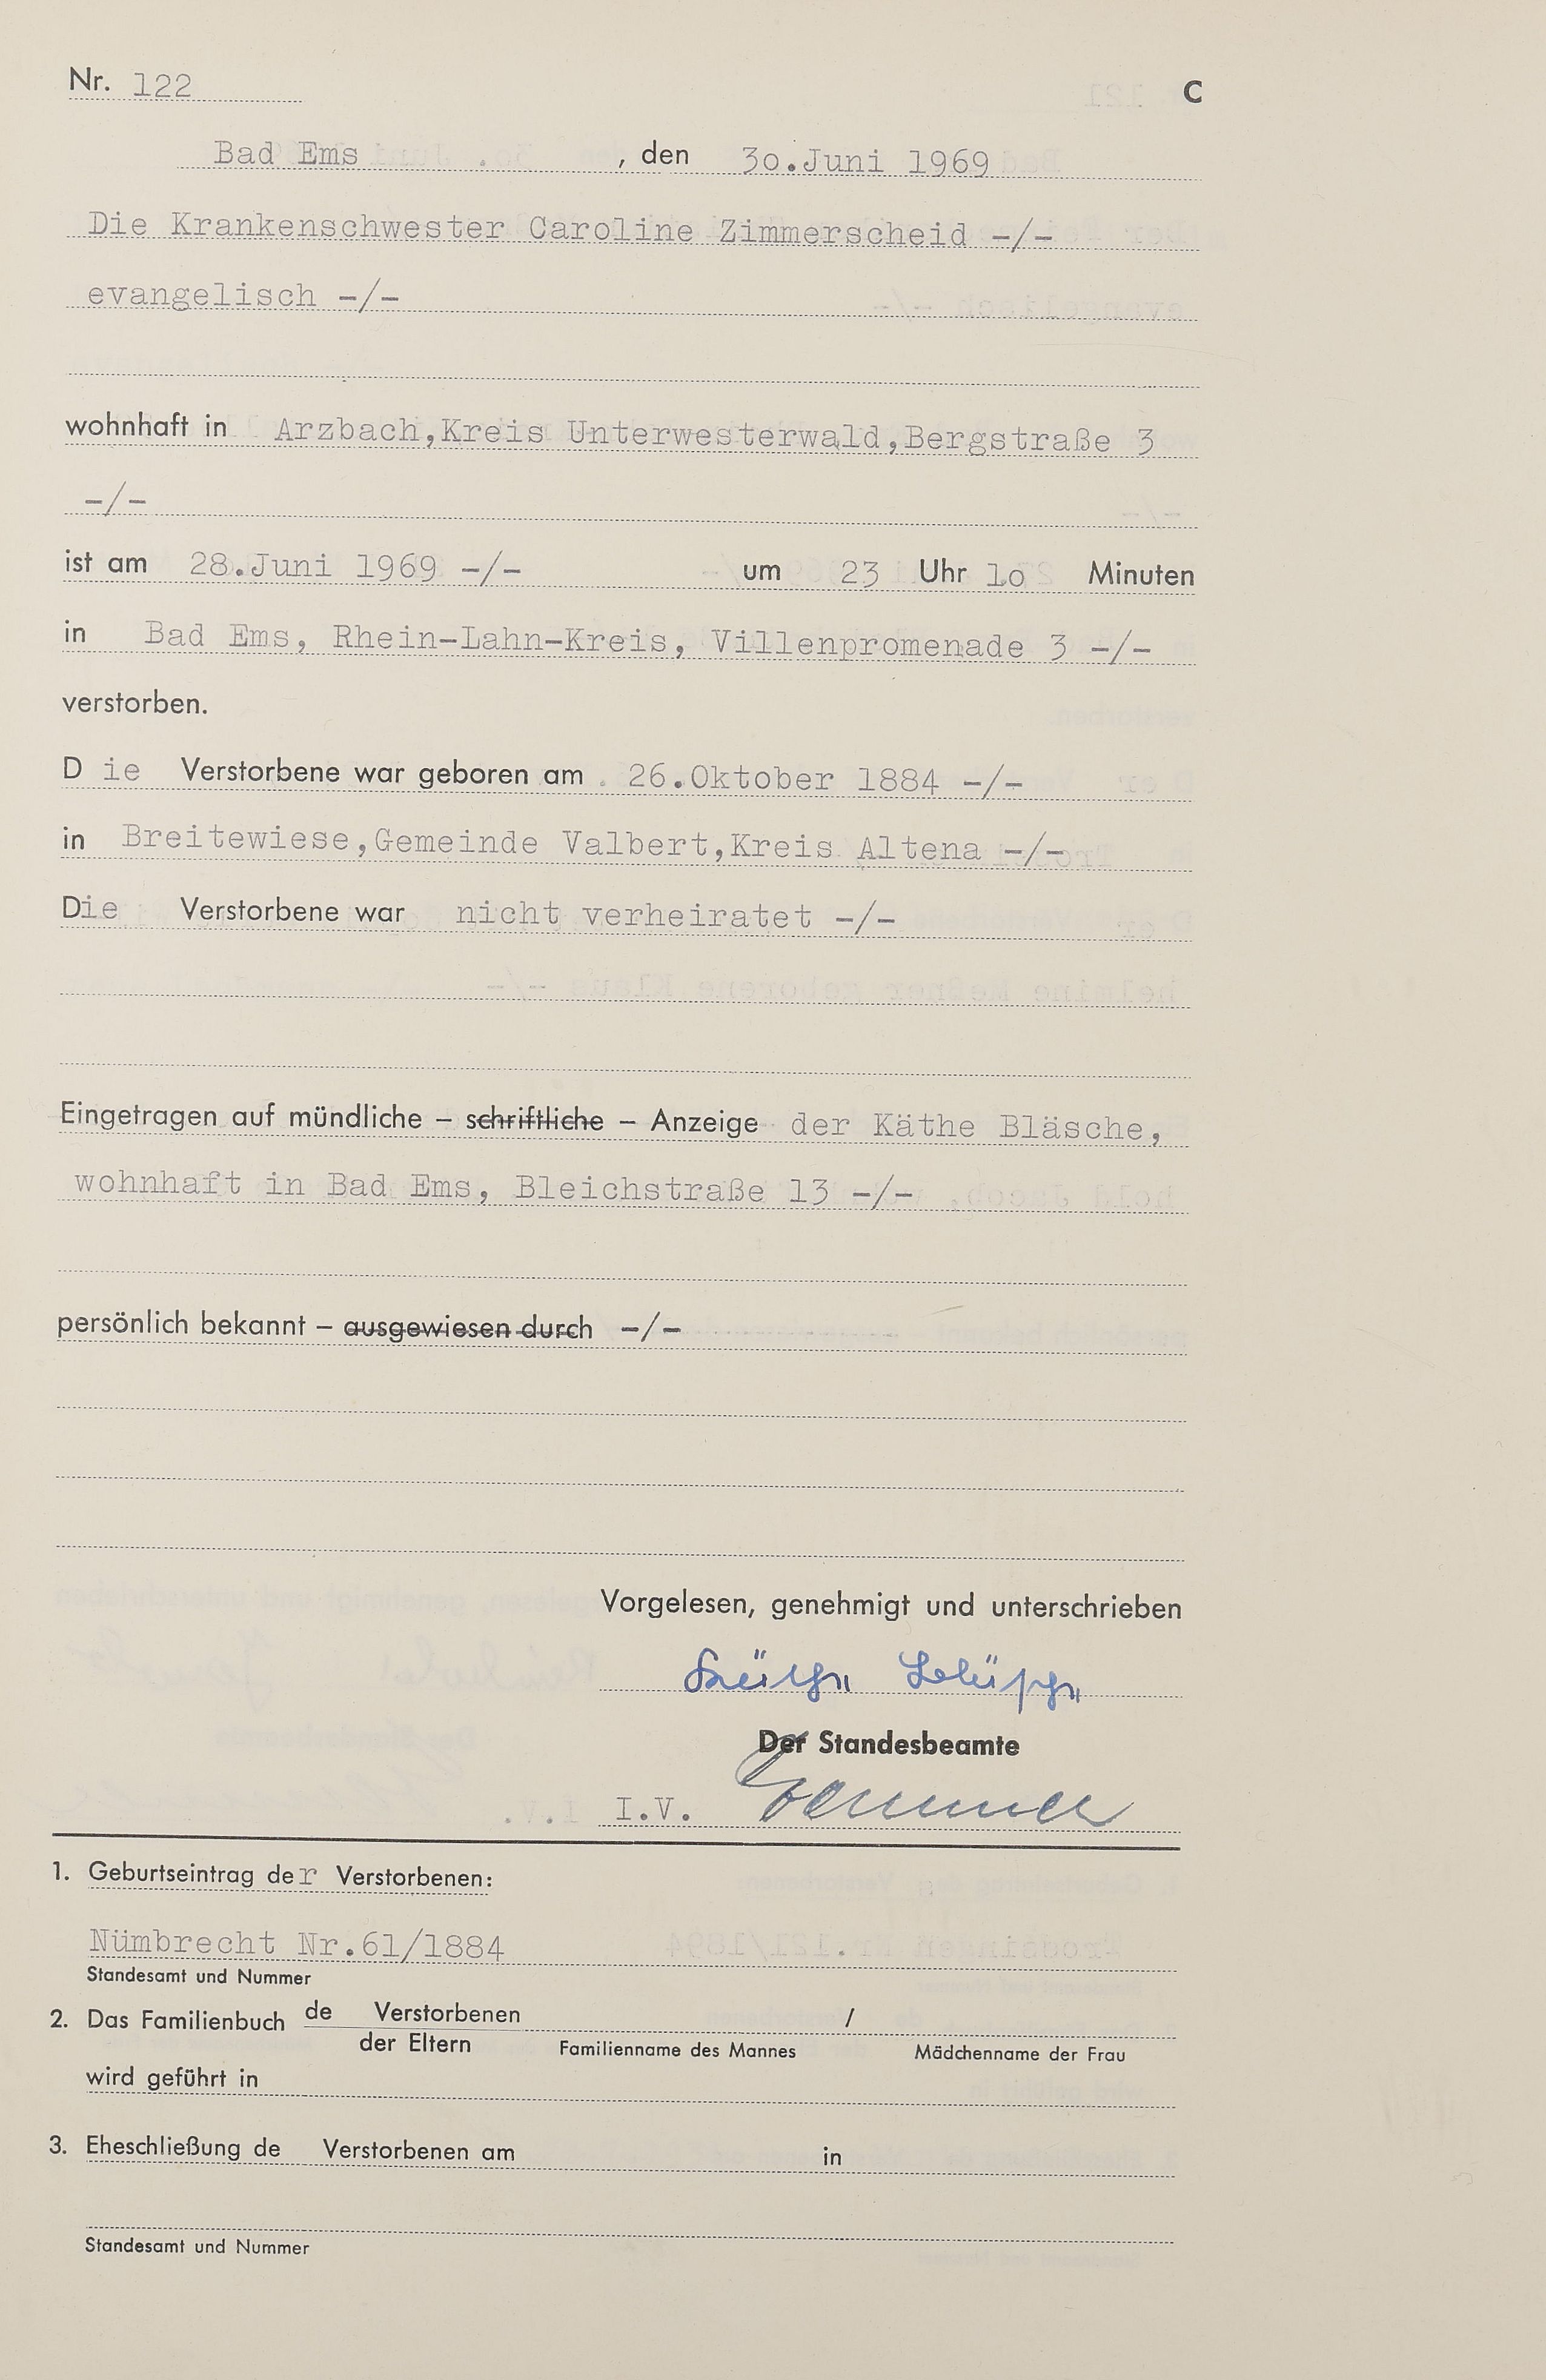 Nr. 122 C
Bad Ems , den 3o.Juni 1969
Die Krankenschwester Caroline Zimmerscheid -/-
evangelisch -/-
wohnhaft in Arzbach,Kreis Unterwesterwald,Bergstraße 3
-/-
ist am 28.Juni 1969 -/- um 23 Uhr 1o Minuten
in Bad Ems, Rhein-Lahn-Kreis, Villenpromenade 3 -/-
verstorben.
D ie Verstorbene war geboren am 26.Oktober 1884 -/-
in Breitewiese,Gemeinde Valbert,Kreis Altena -/-
Die Verstorbene war nicht verheiratet -/-
Eingetragen auf mündliche – schriftliche – Anzeige der Käthe Bläsche,
wohnhaft in Bad Ems, Bleichstraße 13 -/-
persönlich bekannt – ausgewiesen durch -/-
Vorgelesen, genehmigt und unterschrieben
Käthe Bläsche
Der Standesbeamte
I.V.
1. Geburtseintrag der Verstorbenen:
Nümbrecht Nr.61/1884
Standesamt und Nummer
2. Das Familienbuch de Verstorbenen /
der Eltern Familienname des Mannes Mädchenname der Frau
wird geführt in
3. Eheschließung de Verstorbenen am in
Standesamt und Nummer